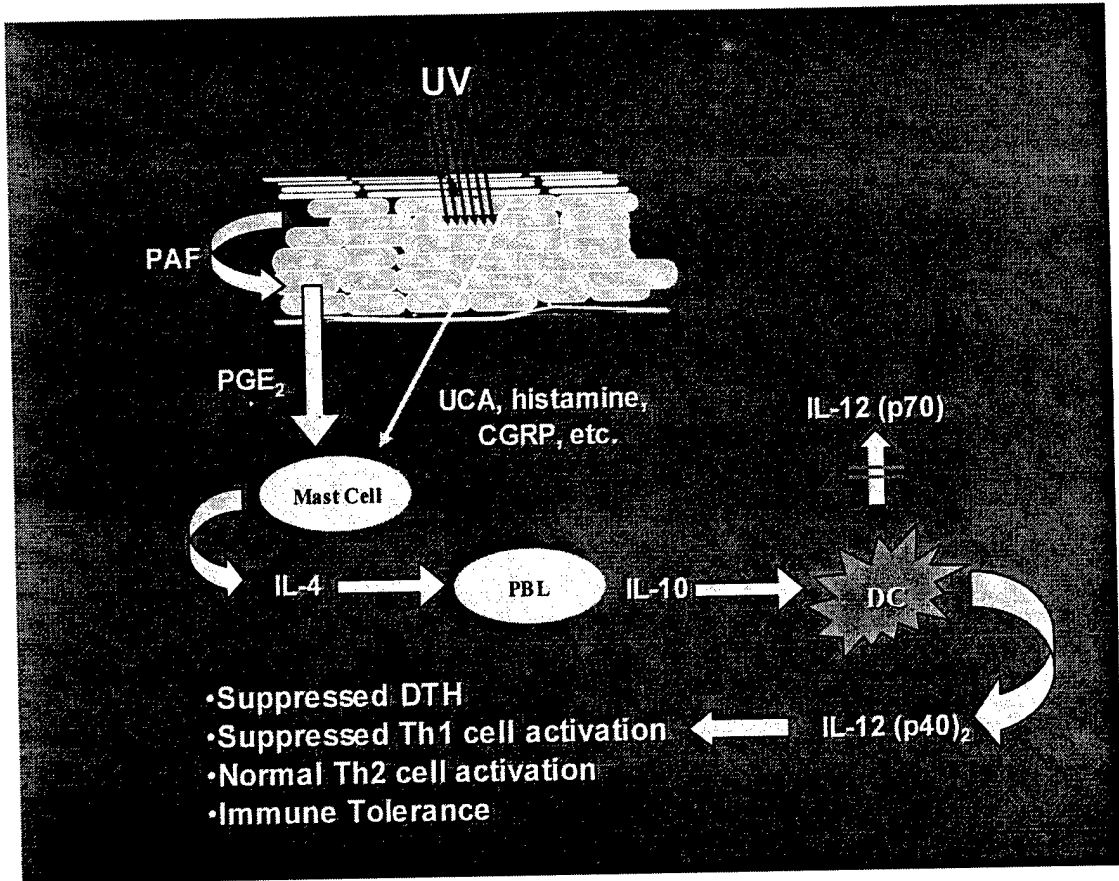 UV
PAF
PGE₂
UCA, histamine,
CGRP, etc.
IL-12 (p70)
Mast Cell
IL-4
PBL
IL-10
DC
•Suppressed DTH
•Suppressed Th1 cell activation
•Normal Th2 cell activation
•Immune Tolerance
IL-12 (p40)₂